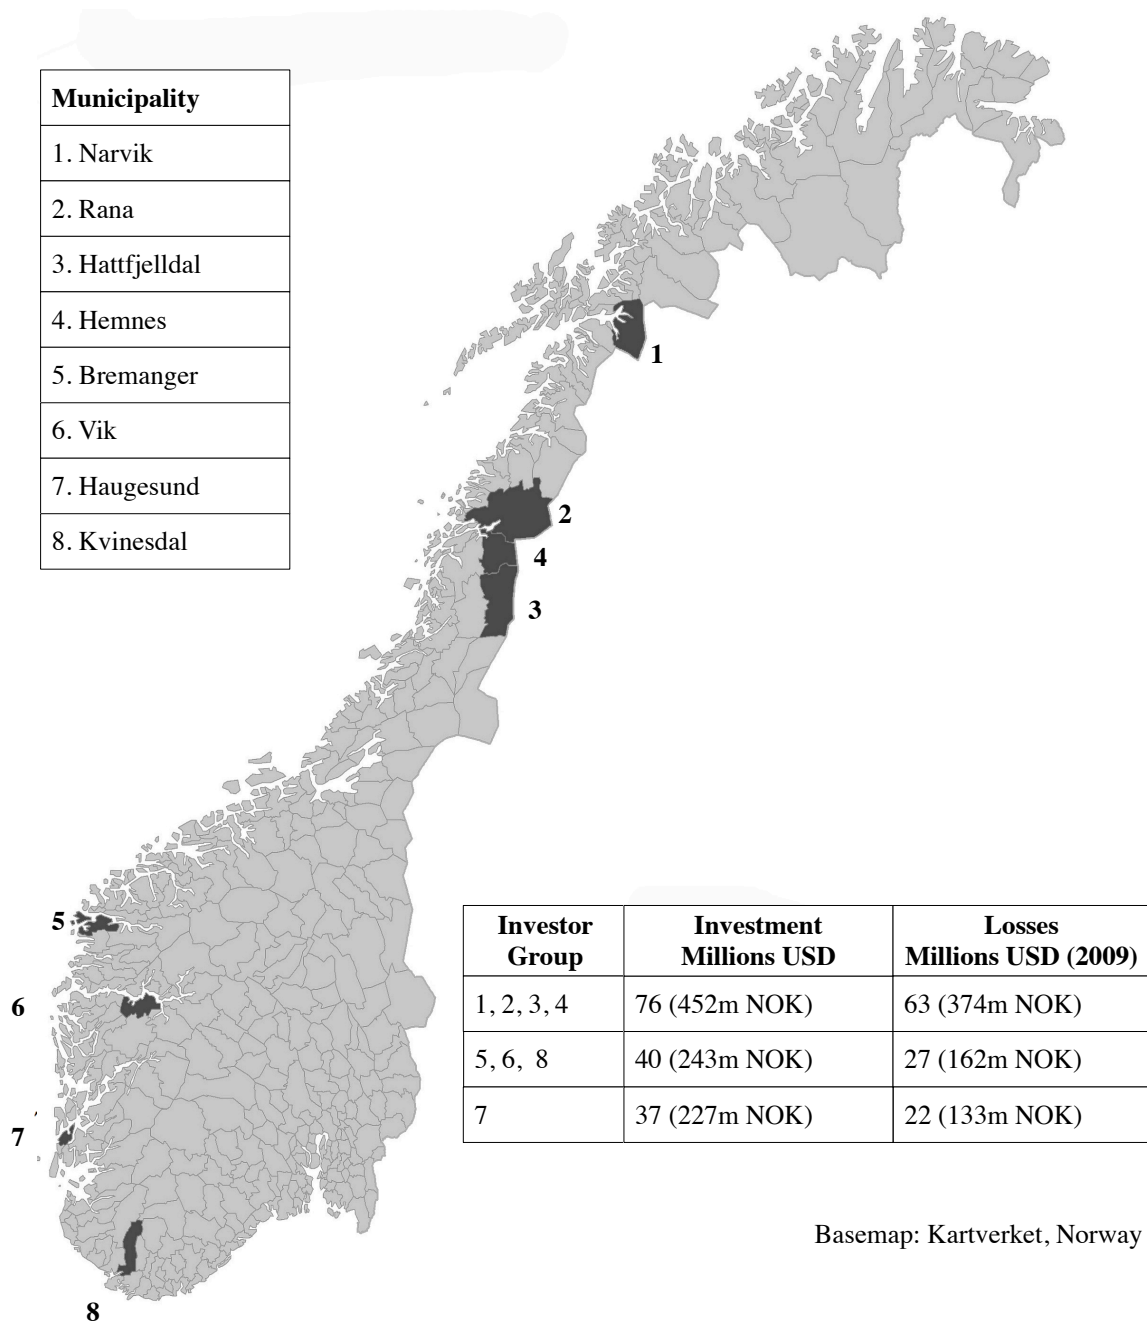 Municipality
1. Narvik
2. Rana
3. Hattfjelldal
4. Hemnes
5. Bremanger
6. Vik
7. Haugesund
8. Kvinesdal
1
2
4
3
5
6
7
8
Investor Group | Investment Millions USD | Losses Millions USD (2009)
1, 2, 3, 4 | 76 (452m NOK) | 63 (374m NOK)
5, 6, 8 | 40 (243m NOK) | 27 (162m NOK)
7 | 37 (227m NOK) | 22 (133m NOK)
Basemap: Kartverket, Norway